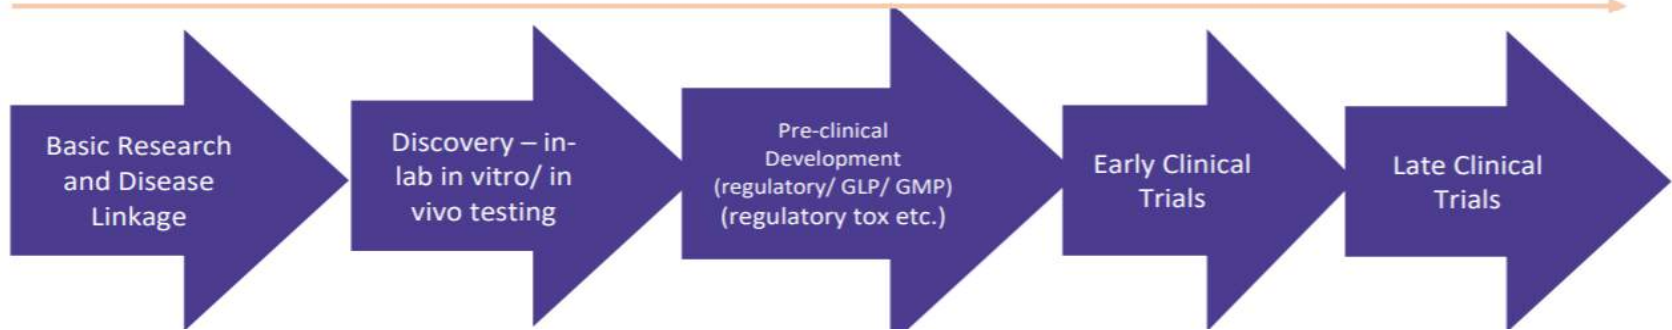 Basic Research
and Disease
Linkage
Discovery – in-
lab in vitro/ in
vivo testing
Pre-clinical
Development
(regulatory/ GLP/ GMP)
(regulatory tox etc.)
Early Clinical
Trials
Late Clinical
Trials